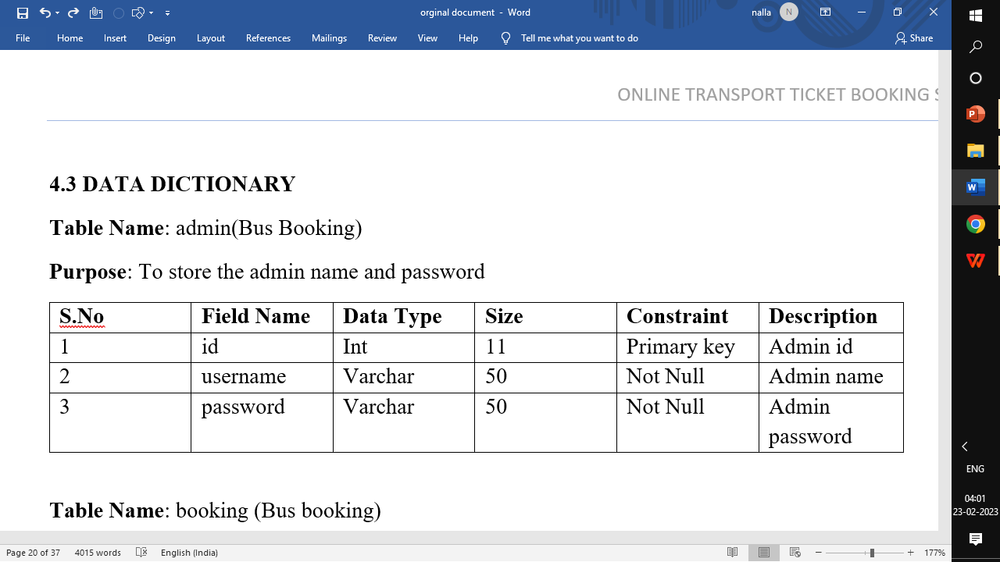 orginal document - Word
nalla
N
File Home Insert Design Layout References Mailings Review View Help Tell me what you want to do Share
ONLINE TRANSPORT TICKET BOOKING
4.3 DATA DICTIONARY
Table Name: admin(Bus Booking)
Purpose: To store the admin name and password
S.No Field Name Data Type Size Constraint Description
1 id Int 11 Primary key Admin id
2 username Varchar 50 Not Null Admin name
3 password Varchar 50 Not Null Admin
password
Table Name: booking (Bus booking)
Page 20 of 37 4015 words English (India) 177%
P
W
W
ENG
04:01
23-02-2023